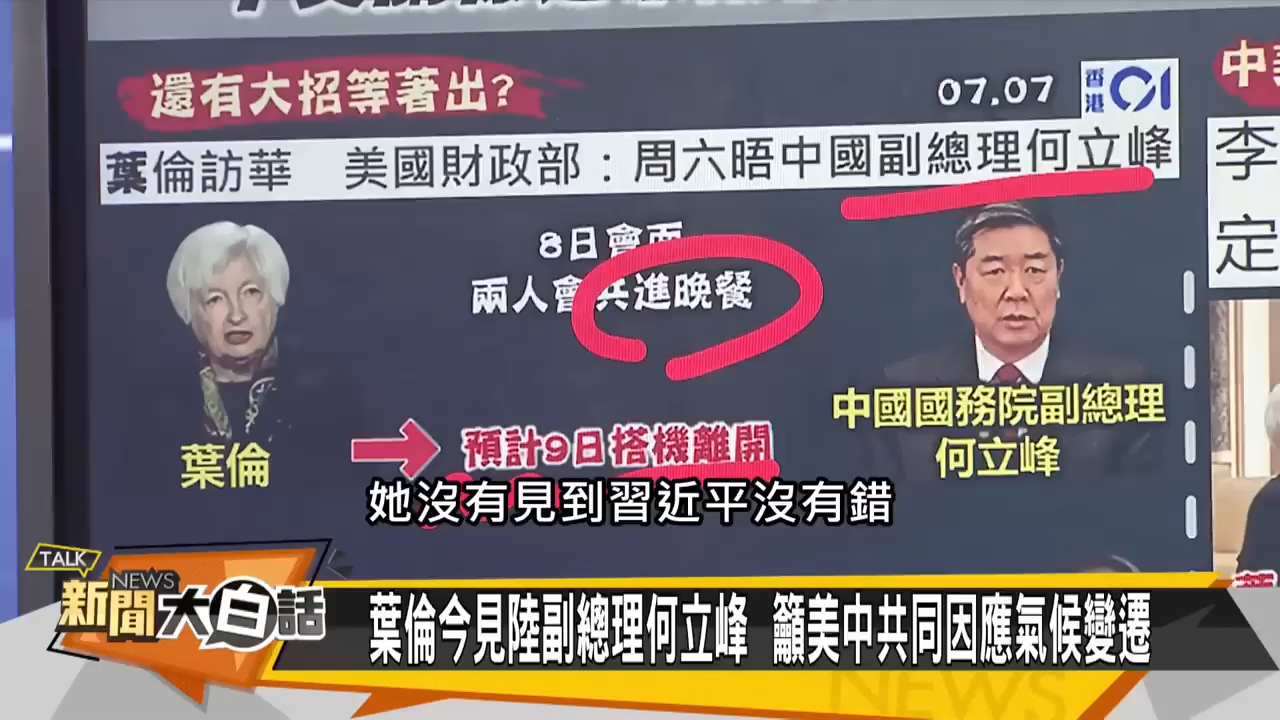 還有大招等著出?
07.07
香港01
葉倫訪華 美國財政部：周六晤中國副總理何立峰
8日會面
兩人會共進晚餐
葉倫
中國國務院副總理
何立峰
預計9日搭機離開
中
李
定
她沒有見到習近平沒有錯
TALK
NEWS
新聞大白話
葉倫今見陸副總理何立峰 籲美中共同因應氣候變遷
NEWS